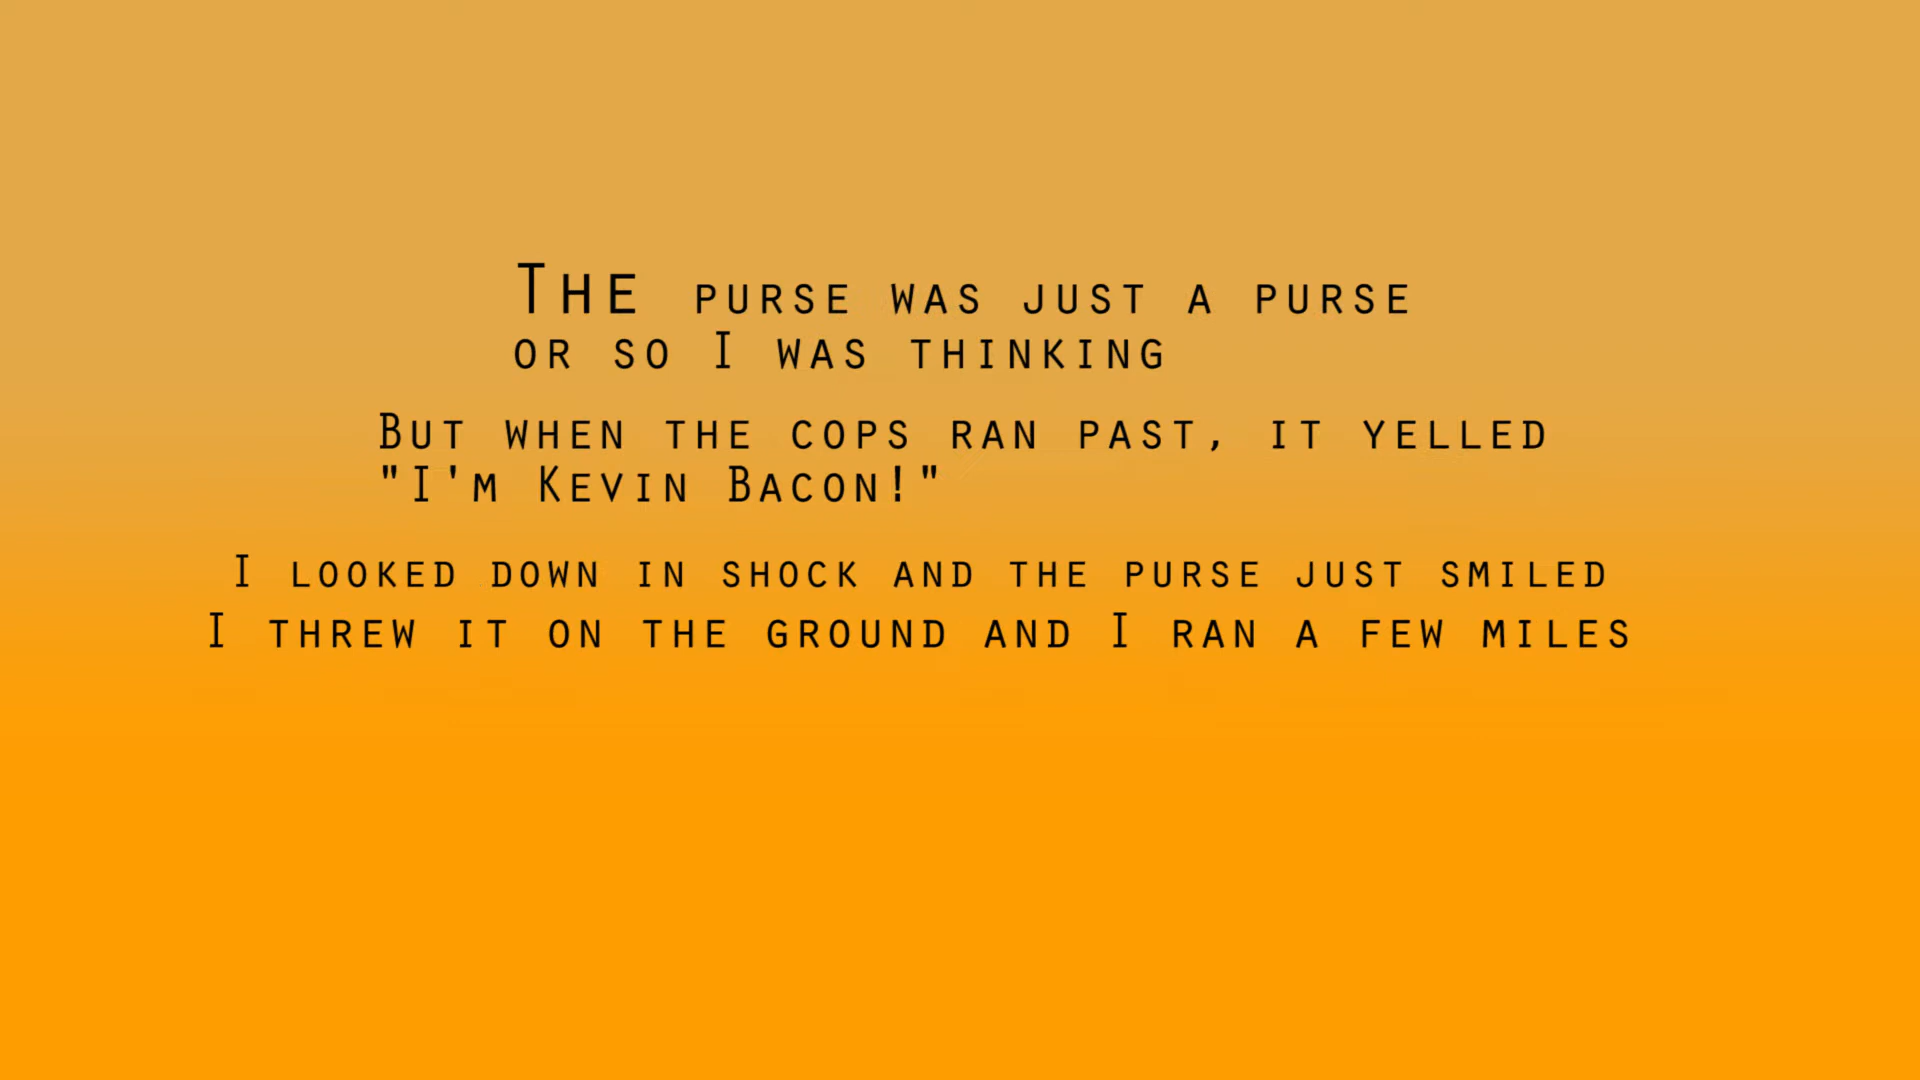 The purse was just a purse
or so I was thinking
But when the cops ran past, it yelled
"I'm Kevin Bacon!"
I looked down in shock and the purse just smiled
I threw it on the ground and I ran a few miles